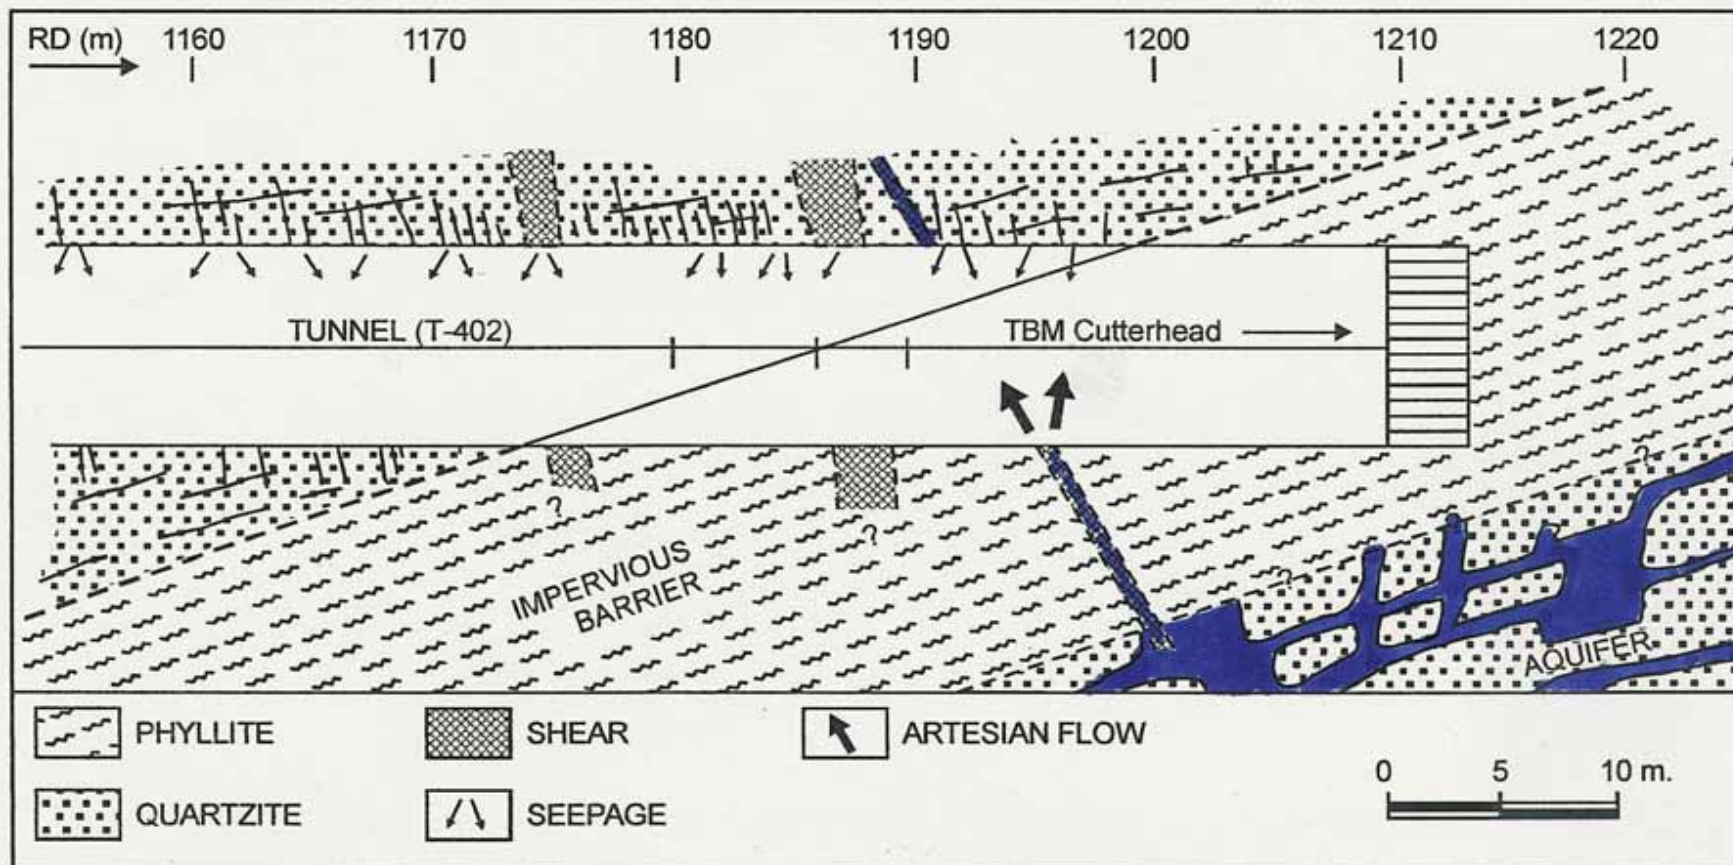 RD (m) 1160 1170 1180 1190 1200 1210 1220
TUNNEL (T-402)
TBM Cutterhead
?
?
?
?
IMPERVIOUS
BARRIER
AQUIFER
PHYLLITE
SHEAR
ARTESIAN FLOW
0 5 10 m.
QUARTZITE
SEEPAGE